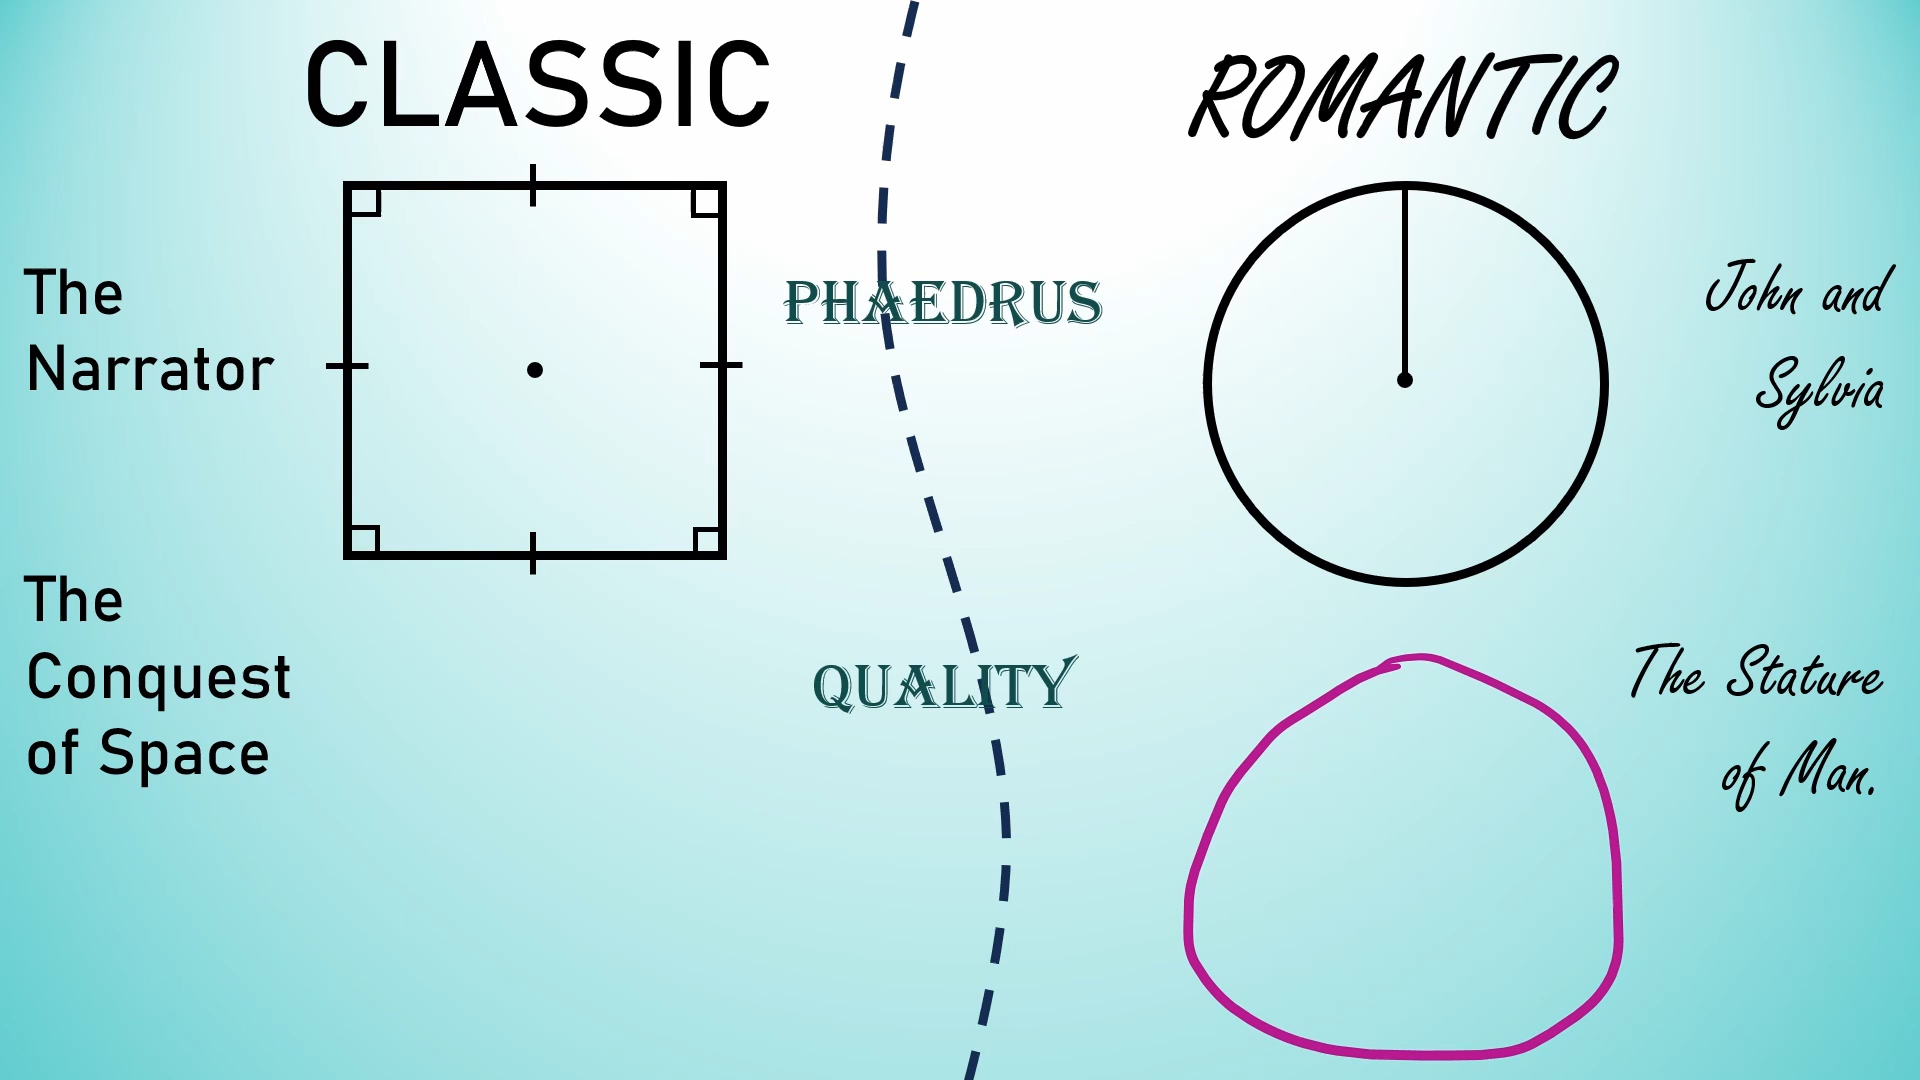 CLASSIC
ROMANTIC
The
Narrator
PHAEDRUS
John and
Sylvia
The
Conquest
of Space
QUALITY
The Stature
of Man.